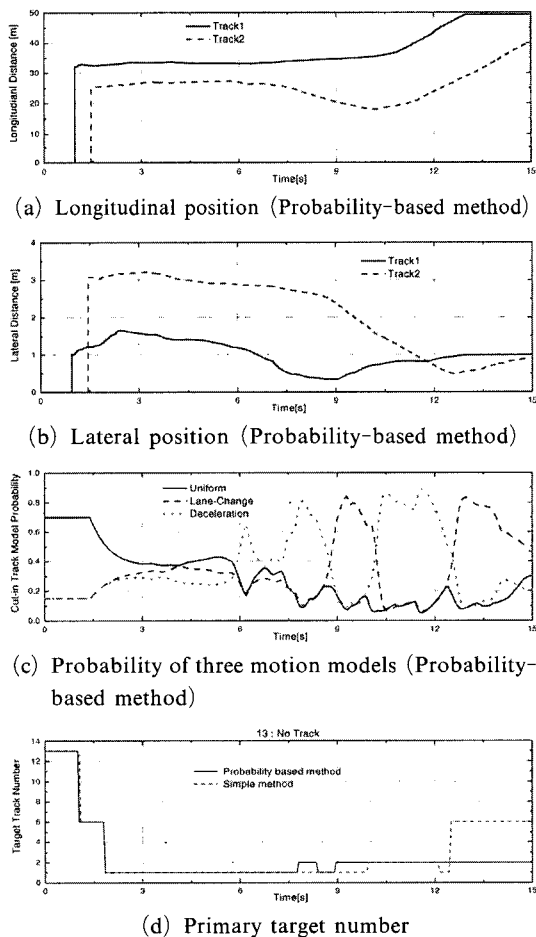 50
40
30
20
10
0
Longitudianl Distance [m]
Track1
Track2
0 3 6 9 12 15
Time[s]
(a) Longitudinal position (Probability-based method)
4
3
2
1
0
Lateral Distance [m]
Track1
Track2
0 3 6 9 12 15
Time[s]
(b) Lateral position (Probability-based method)
1.0
0.8
0.6
0.4
0.2
0.0
Cut-in Track Model Probability
Uniform
Lane-Change
Deceleration
0 3 6 9 12 15
Time[s]
(c) Probability of three motion models (Probability-
based method)
13 : No Track
14
12
10
8
6
4
2
0
Target Track Number
Probability based method
Simple method
0 3 6 9 12 15
Time[s]
(d) Primary target number